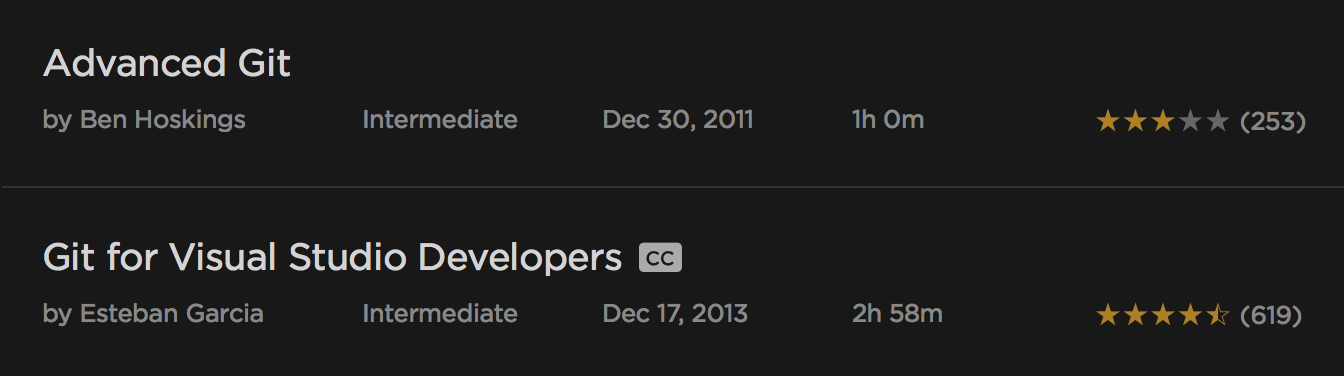 Advanced Git
by Ben Hoskings Intermediate Dec 30, 2011 1h 0m (253)
Git for Visual Studio Developers CC
by Esteban Garcia Intermediate Dec 17, 2013 2h 58m (619)